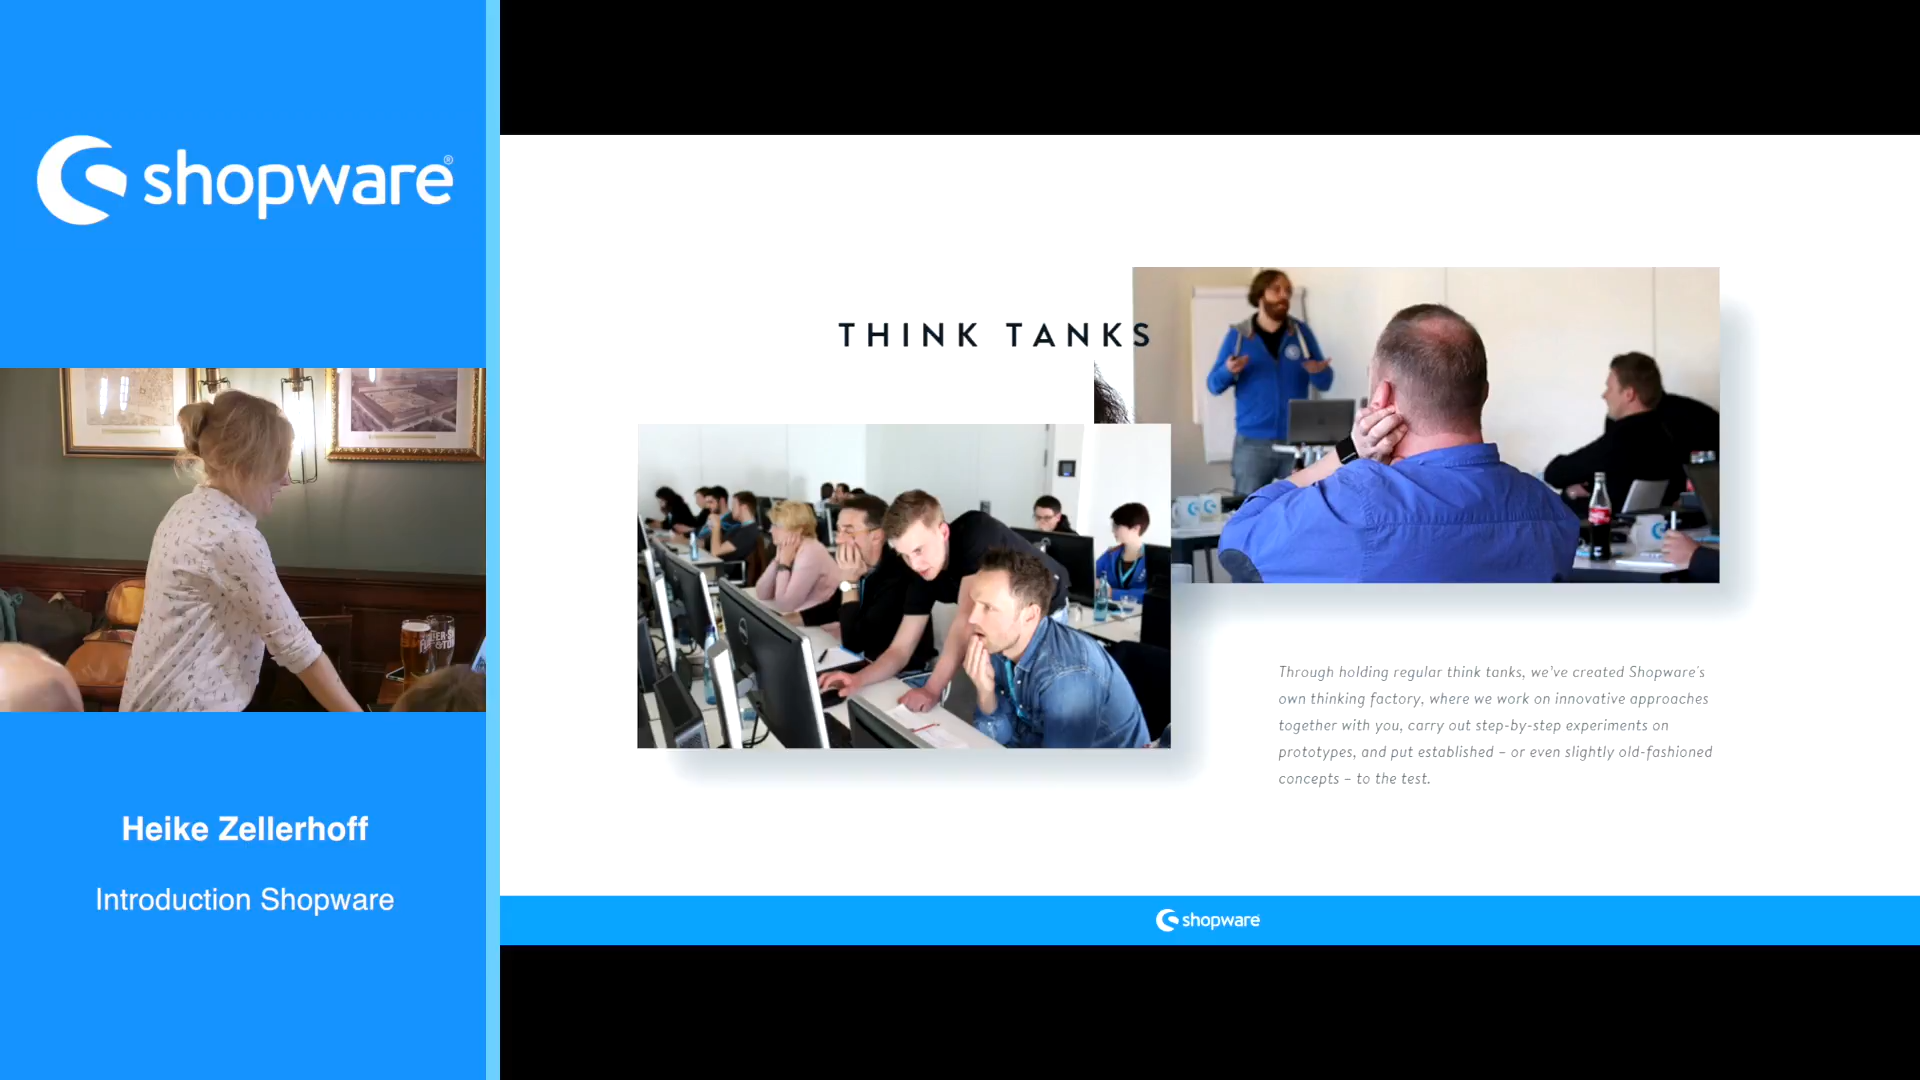 shopware®
Heike Zellerhoff
Introduction Shopware
THINK TANKS
Through holding regular think tanks, we've created Shopware's
own thinking factory, where we work on innovative approaches
together with you, carry out step-by-step experiments on
prototypes, and put established – or even slightly old-fashioned
concepts – to the test.
shopware